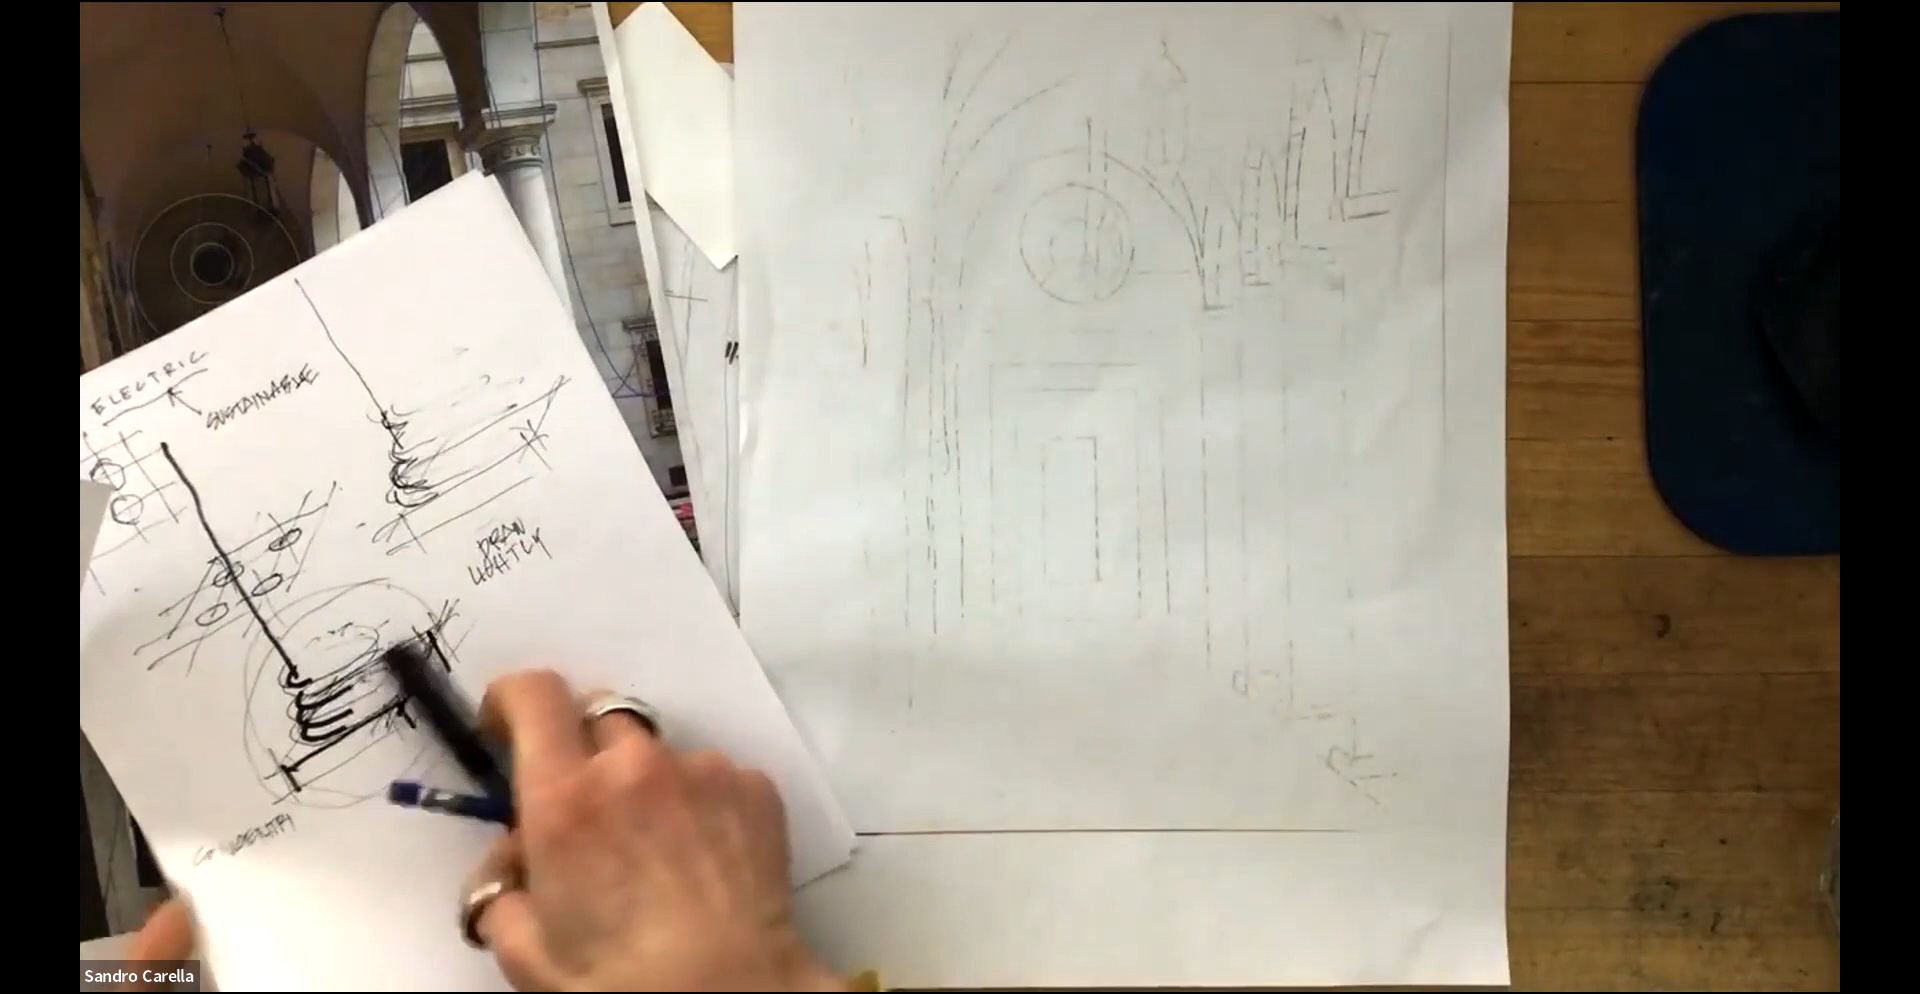 ELECTRIC
SUSTAINABLE
DRAW
LIGHTLY
Sandro Carella